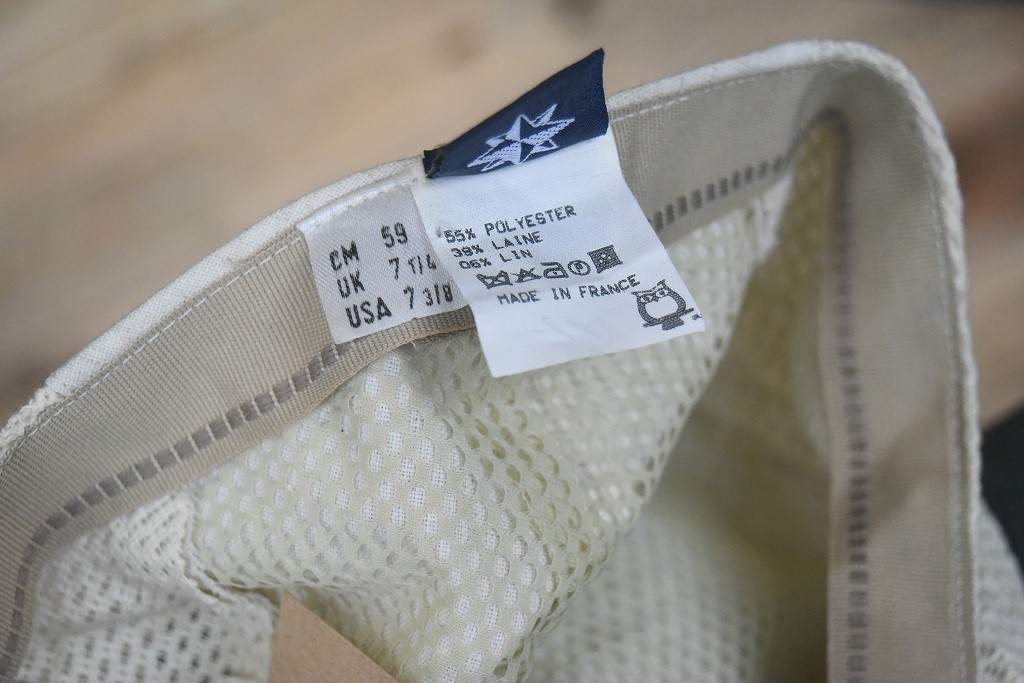 CM 59
UK 7 1/4
USA 7 3/8
55% POLYESTER
39% LAINE
06% LIN
MADE IN FRANCE